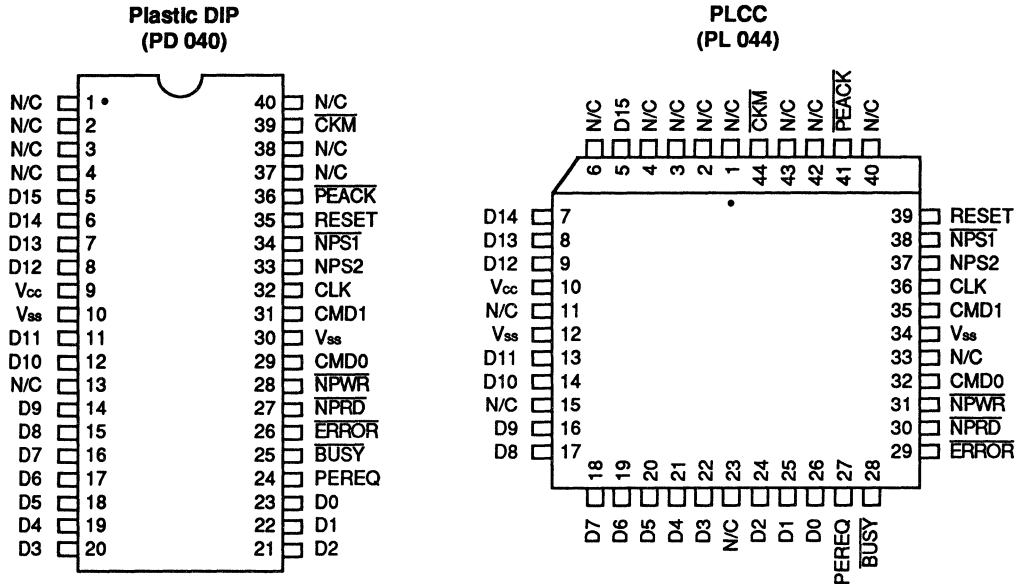 Plastic DIP
(PD 040)
N/C 1 40 N/C
N/C 2 39 CKM
N/C 3 38 N/C
N/C 4 37 N/C
D15 5 36 PEACK
D14 6 35 RESET
D13 7 34 NPS1
D12 8 33 NPS2
Vcc 9 32 CLK
Vss 10 31 CMD1
D11 11 30 Vss
D10 12 29 CMD0
N/C 13 28 NPWR
D9 14 27 NPRD
D8 15 26 ERROR
D7 16 25 BUSY
D6 17 24 PEREQ
D5 18 23 D0
D4 19 22 D1
D3 20 21 D2
PLCC
(PL 044)
N/C D15 N/C N/C N/C N/C CKM N/C N/C PEACK N/C
6 5 4 3 2 1 44 43 42 41 40
D14 7 39 RESET
D13 8 38 NPS1
D12 9 37 NPS2
Vcc 10 36 CLK
N/C 11 35 CMD1
Vss 12 34 Vss
D11 13 33 N/C
D10 14 32 CMD0
N/C 15 31 NPWR
D9 16 30 NPRD
D8 17 29 ERROR
18 19 20 21 22 23 24 25 26 27 28
D7 D6 D5 D4 D3 N/C D2 D1 D0 PEREQ BUSY